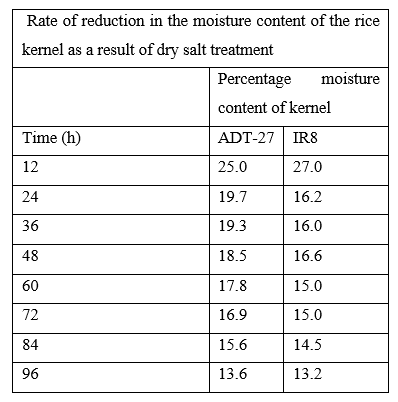 Rate of reduction in the moisture content of the rice
kernel as a result of dry salt treatment
Percentage moisture
content of kernel
Time (h) ADT-27 IR8
12 25.0 27.0
24 19.7 16.2
36 19.3 16.0
48 18.5 16.6
60 17.8 15.0
72 16.9 15.0
84 15.6 14.5
96 13.6 13.2